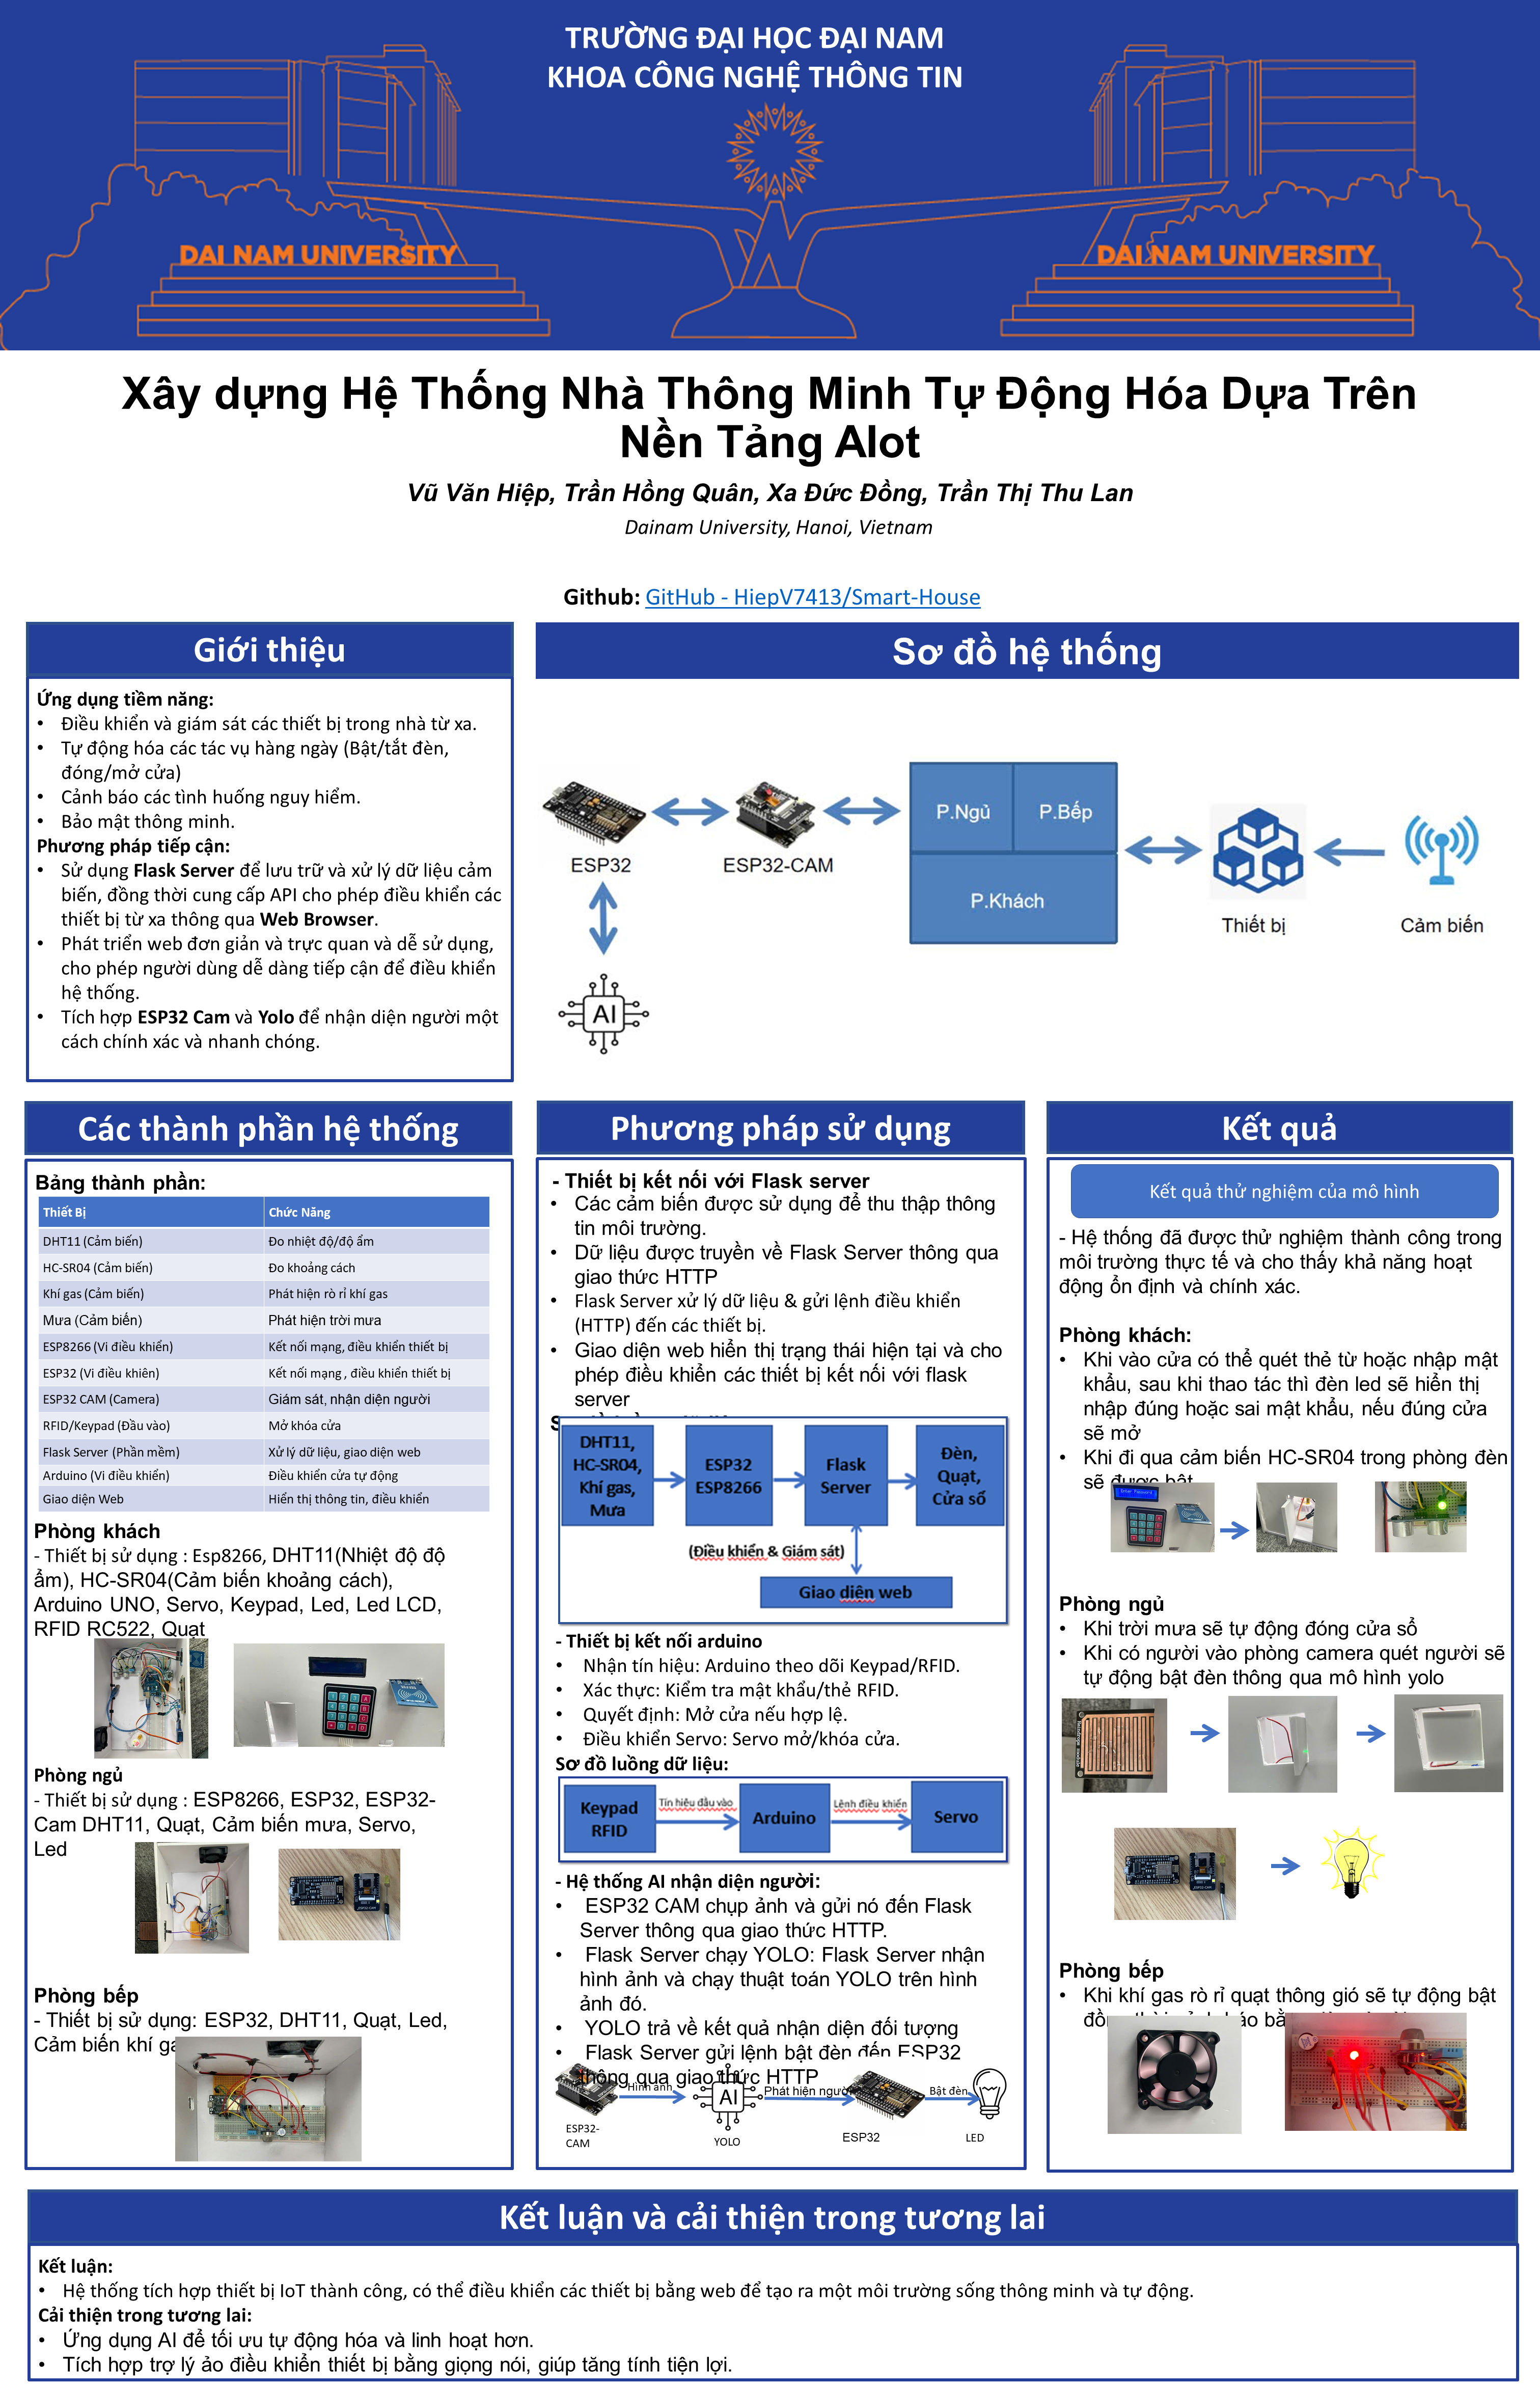 TRƯỜNG ĐẠI HỌC ĐẠI NAM
KHOA CÔNG NGHỆ THÔNG TIN
DAI NAM UNIVERSITY
DAI NAM UNIVERSITY
Xây dựng Hệ Thống Nhà Thông Minh Tự Động Hóa Dựa Trên
Nền Tảng AIot
Vũ Văn Hiệp, Trần Hồng Quân, Xa Đức Đồng, Trần Thị Thu Lan
Dainam University, Hanoi, Vietnam
Github: GitHub - HiepV7413/Smart-House
Giới thiệu
Ứng dụng tiềm năng:
• Điều khiển và giám sát các thiết bị trong nhà từ xa.
• Tự động hóa các tác vụ hàng ngày (Bật/tắt đèn,
đóng/mở cửa)
• Cảnh báo các tình huống nguy hiểm.
• Bảo mật thông minh.
Phương pháp tiếp cận:
• Sử dụng Flask Server để lưu trữ và xử lý dữ liệu cảm
biến, đồng thời cung cấp API cho phép điều khiển các
thiết bị từ xa thông qua Web Browser.
• Phát triển web đơn giản và trực quan và dễ sử dụng,
cho phép người dùng dễ dàng tiếp cận để điều khiển
hệ thống.
• Tích hợp ESP32 Cam và Yolo để nhận diện người một
cách chính xác và nhanh chóng.
Sơ đồ hệ thống
ESP32
ESP32-CAM
P.Ngủ
P.Bếp
P.Khách
Thiết bị
Cảm biến
AI
Các thành phần hệ thống
Bảng thành phần:
Thiết Bị Chức Năng
DHT11 (Cảm biến) Đo nhiệt độ/độ ẩm
HC-SR04 (Cảm biến) Đo khoảng cách
Khí gas (Cảm biến) Phát hiện rò rỉ khí gas
Mưa (Cảm biến) Phát hiện trời mưa
ESP8266 (Vi điều khiển) Kết nối mạng, điều khiển thiết bị
ESP32 (Vi điều khiên) Kết nối mạng , điều khiển thiết bị
ESP32 CAM (Camera) Giám sát, nhận diện người
RFID/Keypad (Đầu vào) Mở khóa cửa
Flask Server (Phần mềm) Xử lý dữ liệu, giao diện web
Arduino (Vi điều khiển) Điều khiển cửa tự động
Giao diện Web Hiển thị thông tin, điều khiển
Phòng khách
- Thiết bị sử dụng : Esp8266, DHT11(Nhiệt độ độ
ẩm), HC-SR04(Cảm biến khoảng cách),
Arduino UNO, Servo, Keypad, Led, Led LCD,
RFID RC522, Quạt
Phòng ngủ
- Thiết bị sử dụng : ESP8266, ESP32, ESP32-
Cam DHT11, Quạt, Cảm biến mưa, Servo,
Led
Phòng bếp
- Thiết bị sử dụng: ESP32, DHT11, Quạt, Led,
Cảm biến khí
Phương pháp sử dụng
- Thiết bị kết nối với Flask server
• Các cảm biến được sử dụng để thu thập thông
tin môi trường.
• Dữ liệu được truyền về Flask Server thông qua
giao thức HTTP
• Flask Server xử lý dữ liệu & gửi lệnh điều khiển
(HTTP) đến các thiết bị.
• Giao diện web hiển thị trạng thái hiện tại và cho
phép điều khiển các thiết bị kết nối với flask
server
DHT11,
HC-SR04,
Khí gas,
Mưa
ESP32
ESP8266
Flask
Server
Đèn,
Quạt,
Cửa sổ
(Điều khiển & Giám sát)
Giao diện web
- Thiết bị kết nối arduino
• Nhận tín hiệu: Arduino theo dõi Keypad/RFID.
• Xác thực: Kiểm tra mật khẩu/thẻ RFID.
• Quyết định: Mở cửa nếu hợp lệ.
• Điều khiển Servo: Servo mở/khóa cửa.
Sơ đồ luồng dữ liệu:
Keypad
RFID
Tín hiệu đầu vào
Arduino
Lệnh điều khiển
Servo
- Hệ thống AI nhận diện người:
• ESP32 CAM chụp ảnh và gửi nó đến Flask
Server thông qua giao thức HTTP.
• Flask Server chạy YOLO: Flask Server nhận
hình ảnh và chạy thuật toán YOLO trên hình
ảnh đó.
• YOLO trả về kết quả nhận diện đối tượng
• Flask Server gửi lệnh bật đèn đến ESP32
thông qua giao thức HTTP
Hình ảnh
AI
Phát hiện người
Bật đèn
ESP32-
CAM
YOLO
ESP32
LED
Kết quả
Kết quả thử nghiệm của mô hình
- Hệ thống đã được thử nghiệm thành công trong
môi trường thực tế và cho thấy khả năng hoạt
động ổn định và chính xác.
Phòng khách:
• Khi vào cửa có thể quét thẻ từ hoặc nhập mật
khẩu, sau khi thao tác thì đèn led sẽ hiển thị
nhập đúng hoặc sai mật khẩu, nếu đúng cửa
sẽ mở
• Khi đi qua cảm biến HC-SR04 trong phòng đèn
sẽ được bật
Phòng ngủ
• Khi trời mưa sẽ tự động đóng cửa sổ
• Khi có người vào phòng camera quét người sẽ
tự động bật đèn thông qua mô hình yolo
Phòng bếp
• Khi khí gas rò rỉ quạt thông gió sẽ tự động bật
Kết luận và cải thiện trong tương lai
Kết luận:
• Hệ thống tích hợp thiết bị IoT thành công, có thể điều khiển các thiết bị bằng web để tạo ra một môi trường sống thông minh và tự động.
Cải thiện trong tương lai:
• Ứng dụng AI để tối ưu tự động hóa và linh hoạt hơn.
• Tích hợp trợ lý ảo điều khiển thiết bị bằng giọng nói, giúp tăng tính tiện lợi.